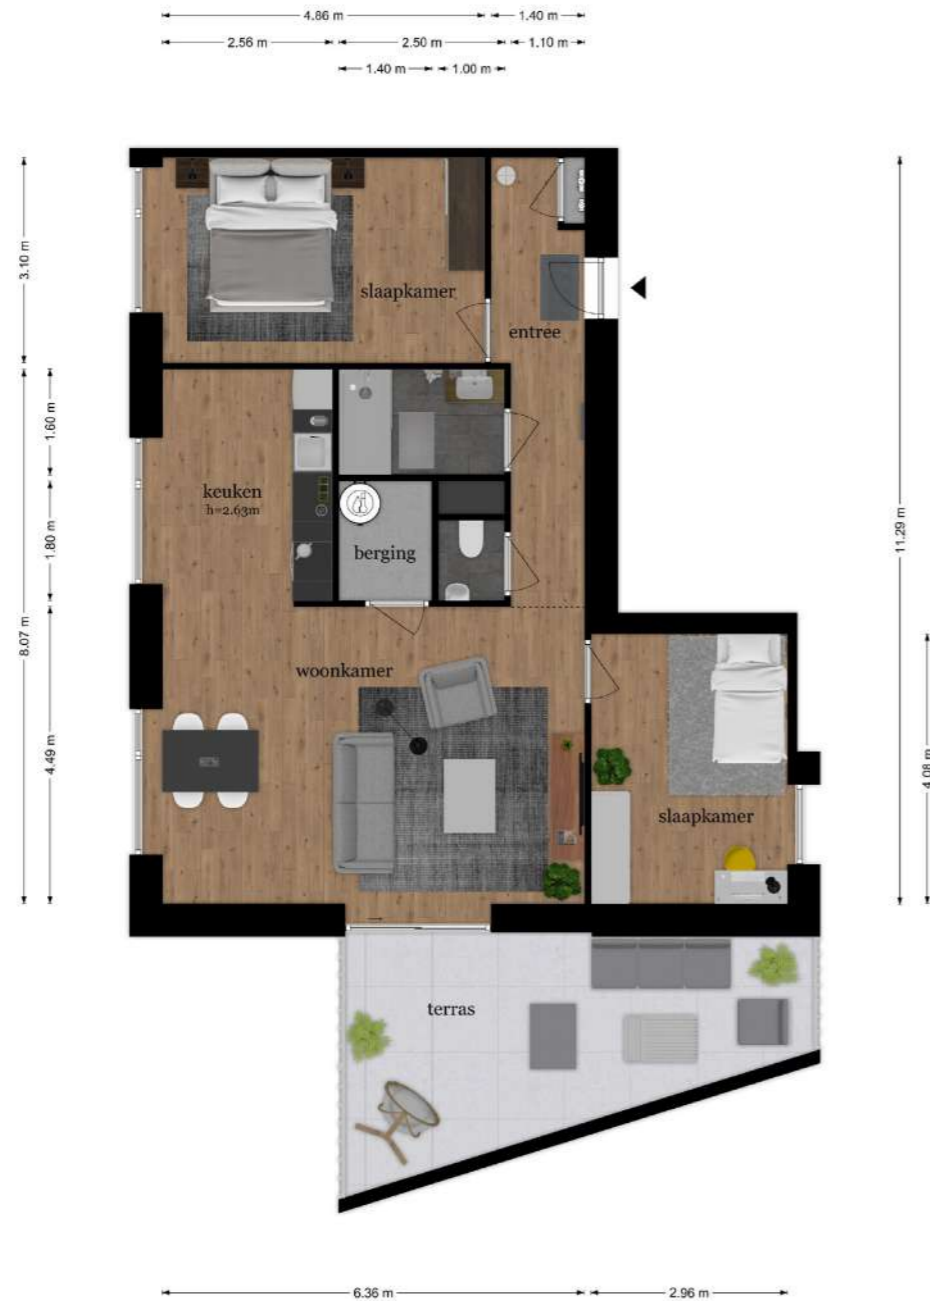 4.86 m
1.40 m
2.56 m
2.50 m
1.10 m
1.40 m
1.00 m
3.10 m
slaapkamer
entree
1.60 m
keuken
h=2.63m
1.80 m
berging
11.29 m
8.07 m
woonkamer
4.49 m
4.08 m
slaapkamer
terras
6.36 m
2.96 m